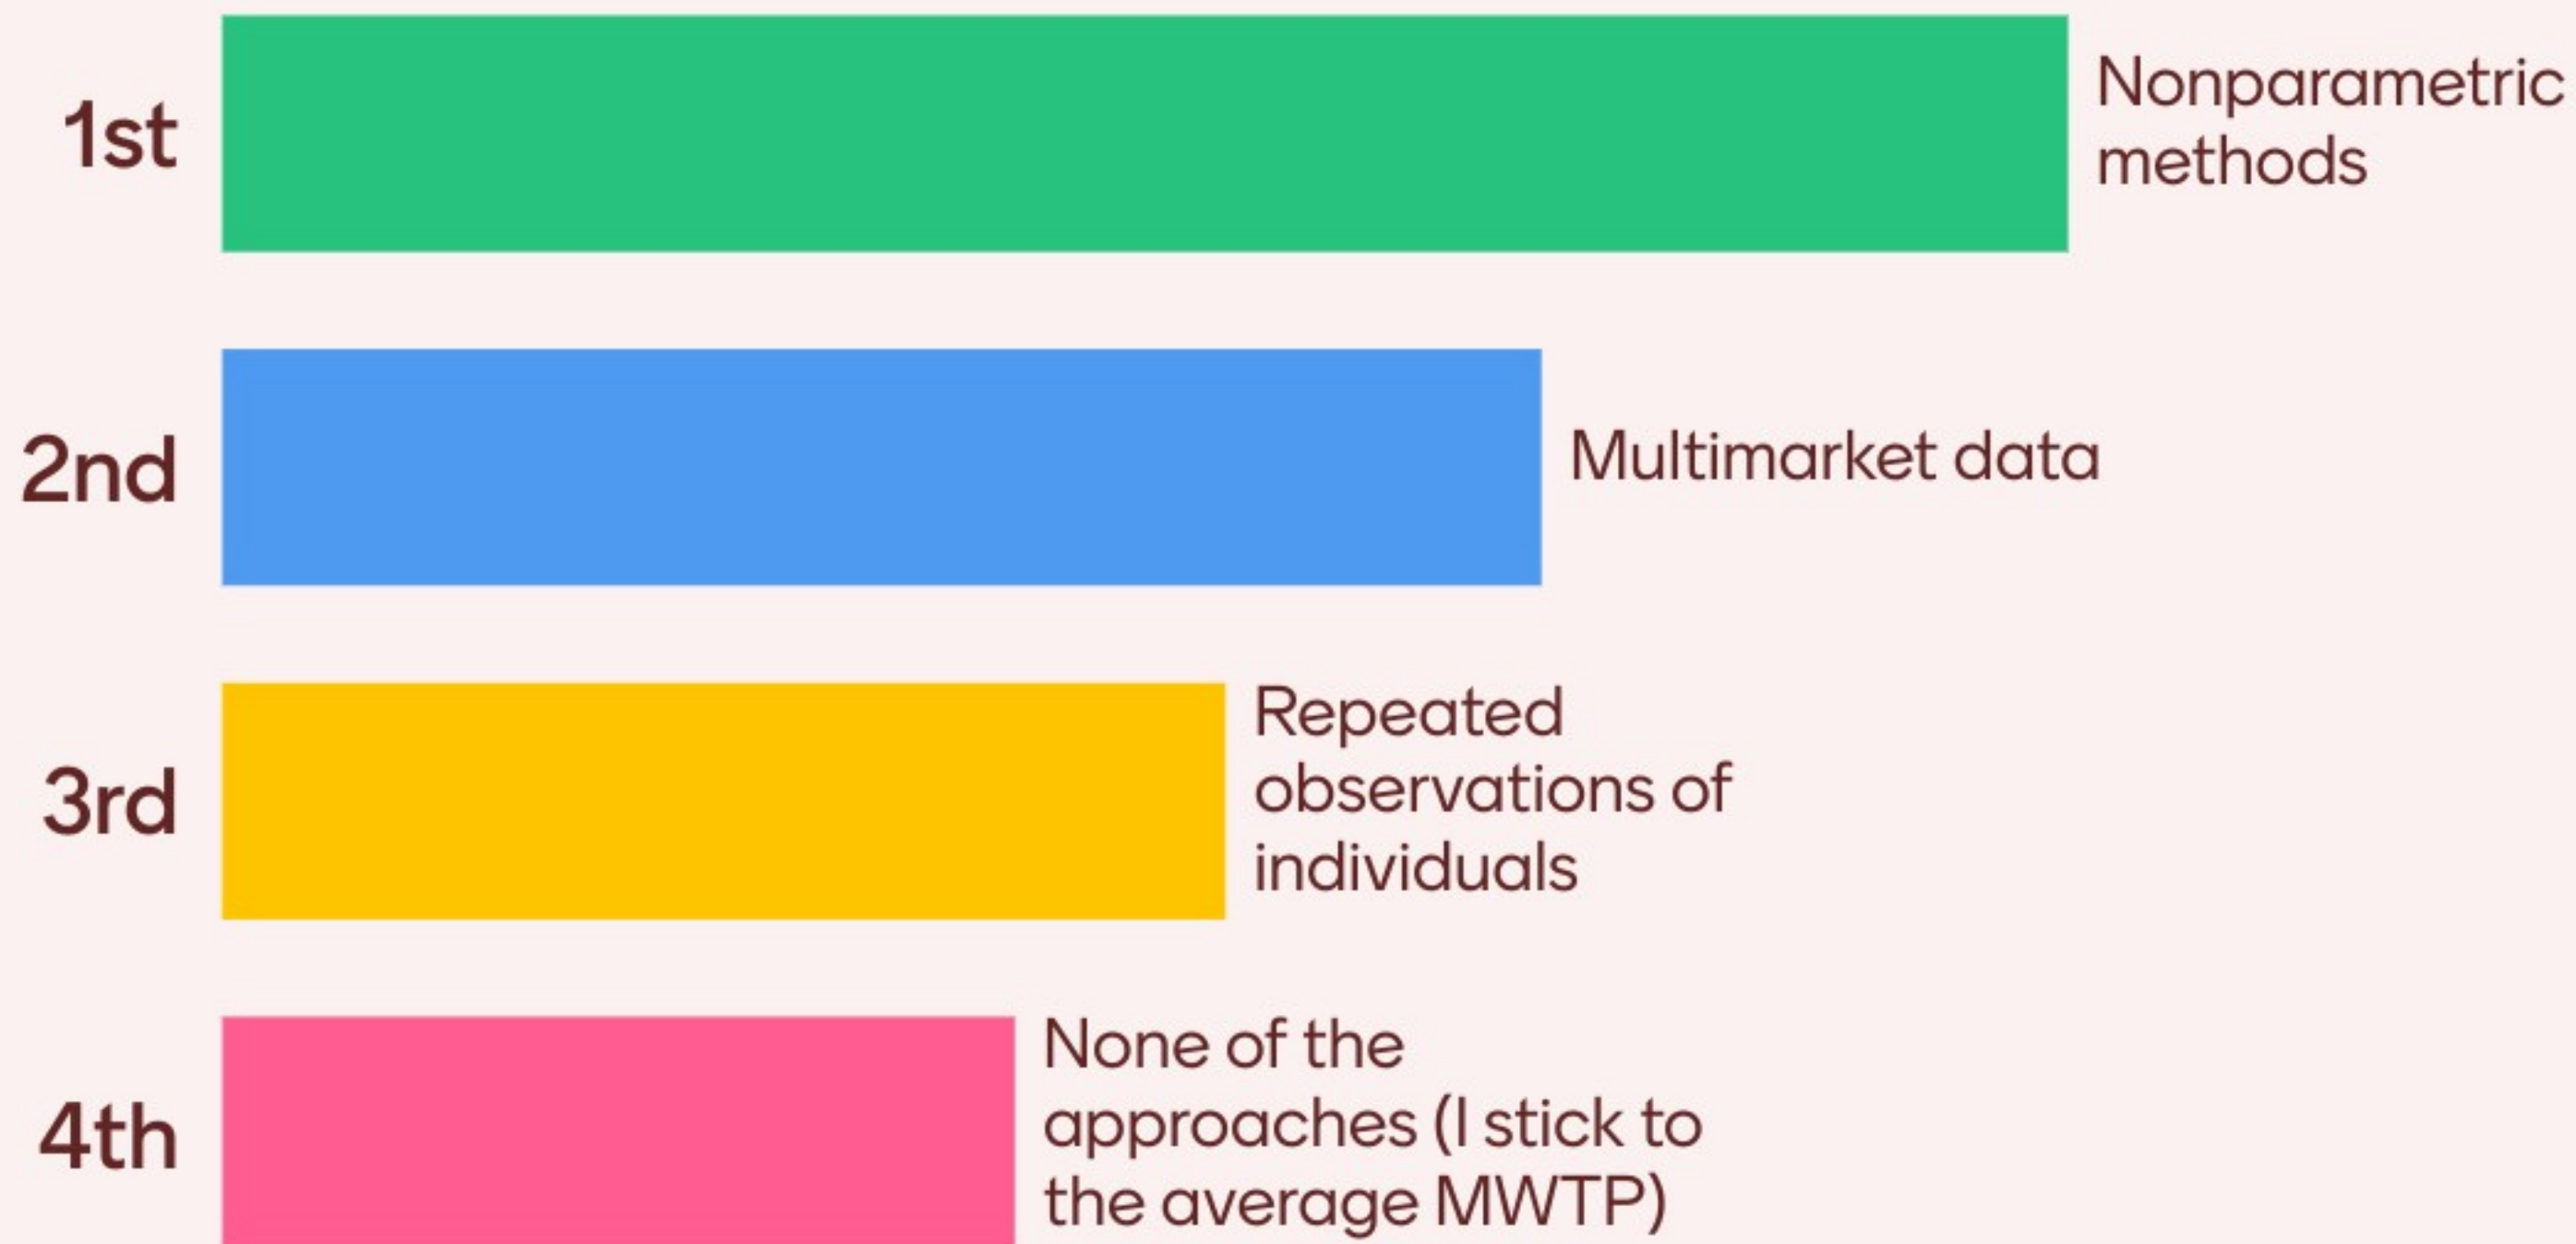 1st
Nonparametric
methods
2nd
Multimarket data
3rd
Repeated
observations of
individuals
4th
None of the
approaches (I stick to
the average MWTP)